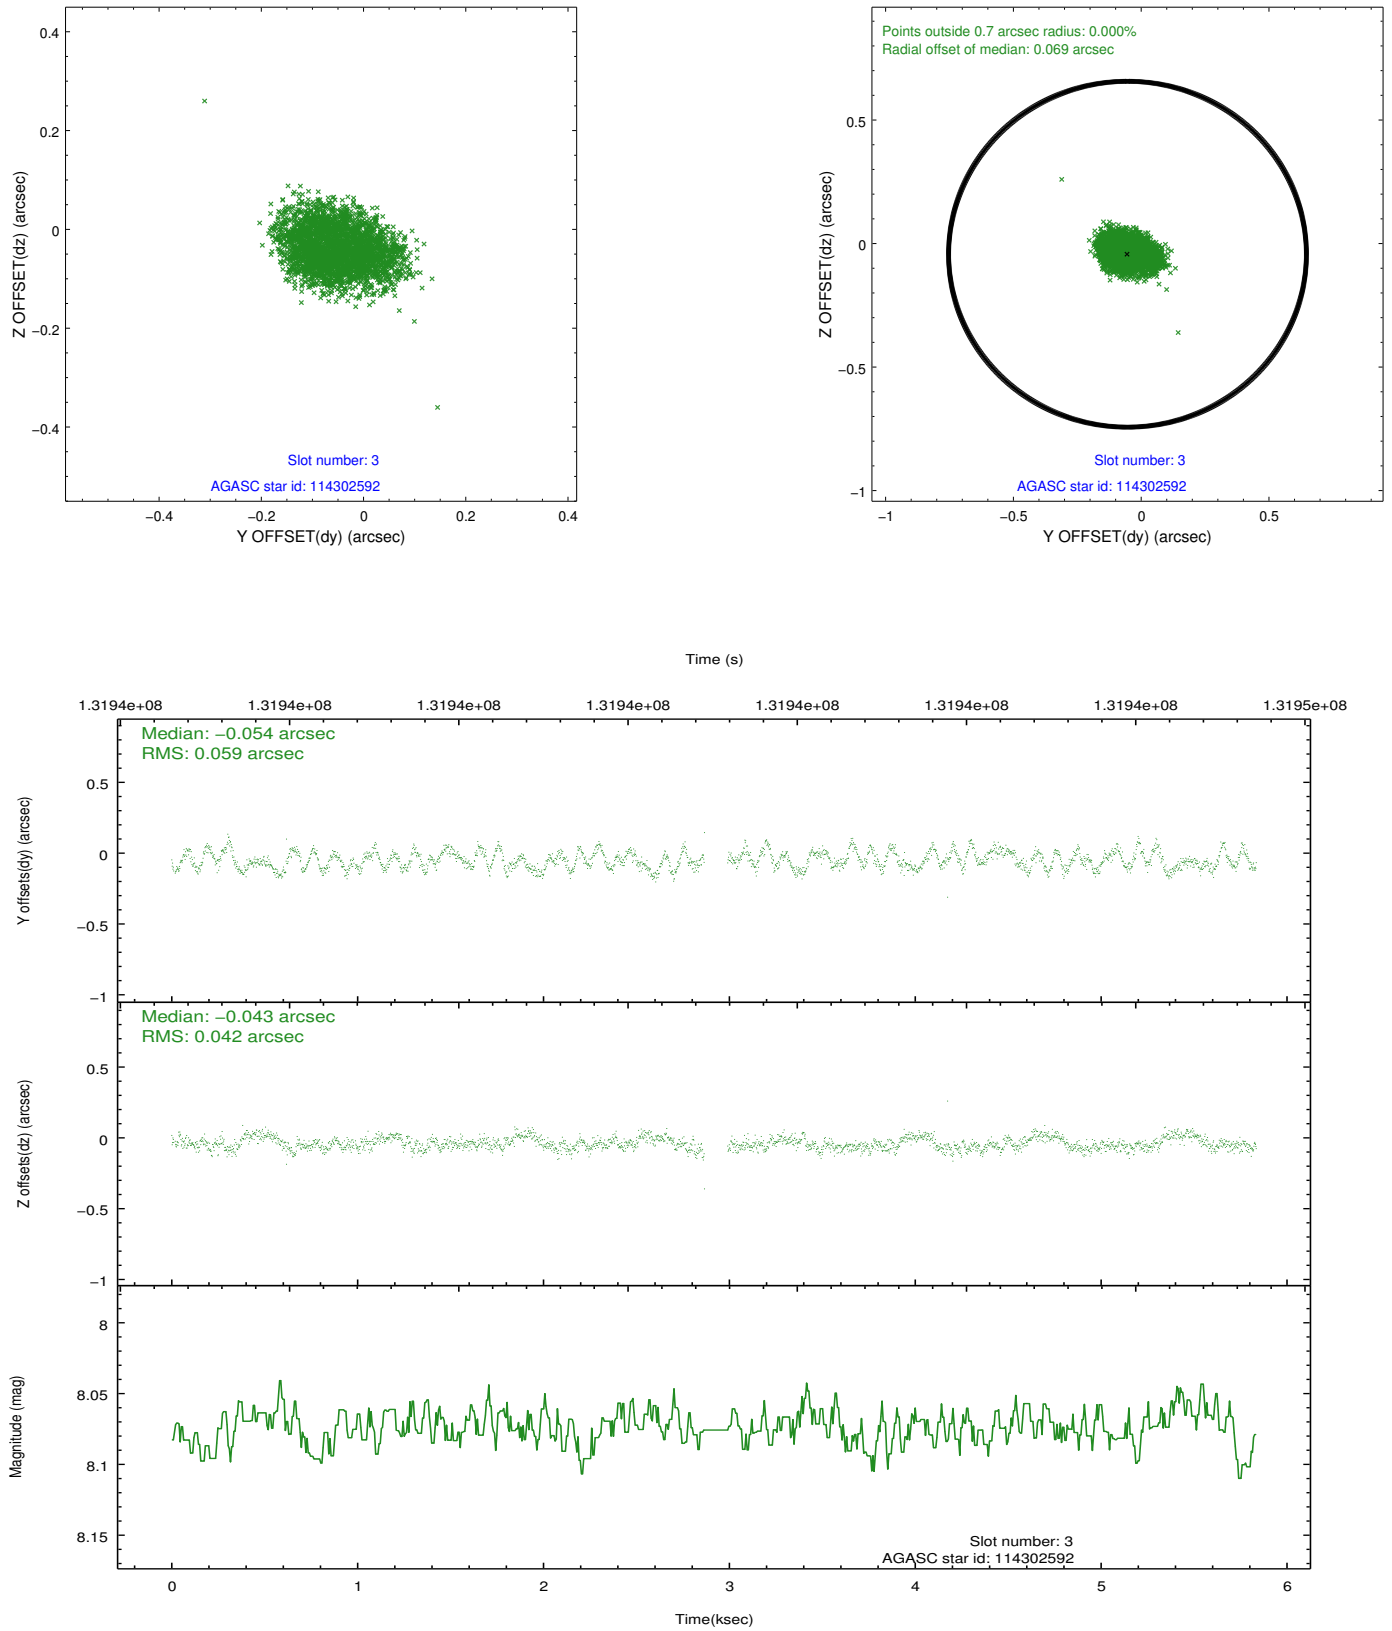 0.4
0.2
0
−0.2
−0.4
Z OFFSET(dz) (arcsec)
Slot number: 3
AGASC star id: 114302592
−0.4
−0.2
0
0.2
0.4
Y OFFSET(dy) (arcsec)
Points outside 0.7 arcsec radius: 0.000%
Radial offset of median: 0.069 arcsec
0.5
0
−0.5
−1
Z OFFSET(dz) (arcsec)
Slot number: 3
AGASC star id: 114302592
−1
−0.5
0
0.5
Y OFFSET(dy) (arcsec)
Time (s)
1.3194e+08
1.3194e+08
1.3194e+08
1.3194e+08
1.3194e+08
1.3194e+08
1.3194e+08
1.3195e+08
Median: −0.054 arcsec
RMS: 0.059 arcsec
0.5
0
−0.5
−1
Y offsets(dy) (arcsec)
Median: −0.043 arcsec
RMS: 0.042 arcsec
0.5
0
−0.5
−1
Z offsets(dz) (arcsec)
8
8.05
8.1
8.15
Magnitude (mag)
Slot number: 3
AGASC star id: 114302592
0
1
2
3
4
5
6
Time(ksec)